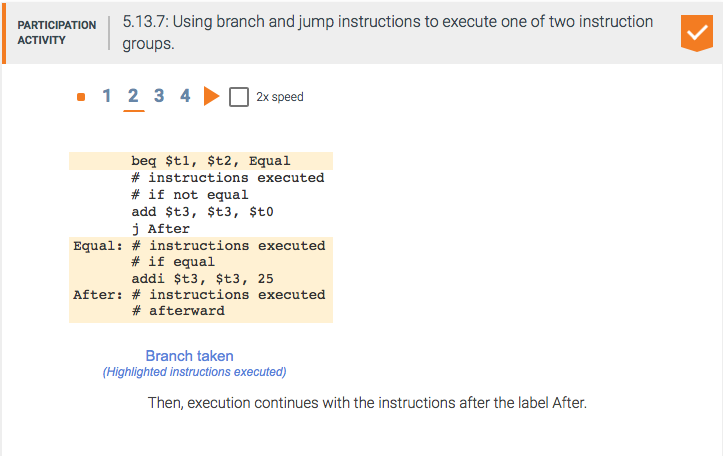 PARTICIPATION ACTIVITY
5.13.7: Using branch and jump instructions to execute one of two instruction
groups.
1 2 3 4 2x speed
beq $t1, $t2, Equal
# instructions executed
# if not equal
add $t3, $t3, $t0
j After
Equal: # instructions executed
# if equal
addi $t3, $t3, 25
After: # instructions executed
# afterward
Branch taken
(Highlighted instructions executed)
Then, execution continues with the instructions after the label After.